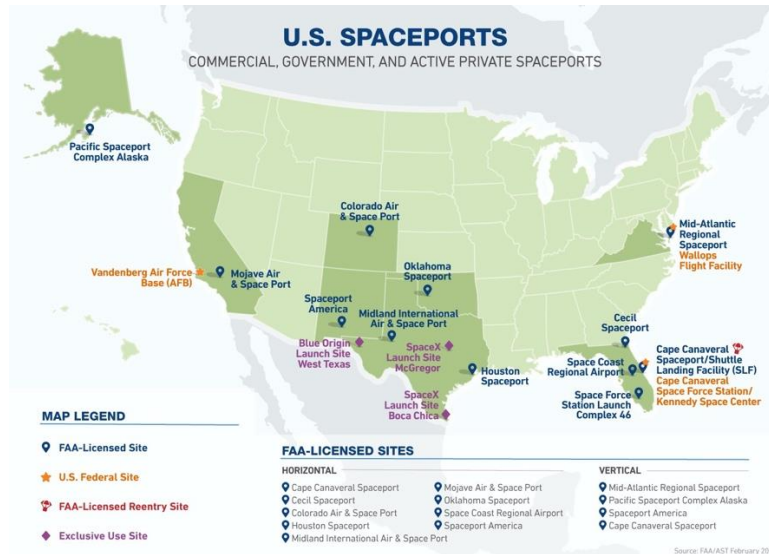 U.S. SPACEPORTS
COMMERCIAL, GOVERNMENT, AND ACTIVE PRIVATE SPACEPORTS
Pacific Spaceport
Complex Alaska
Colorado Air
& Space Port
Mid-Atlantic
Regional
Spaceport
Wallops
Flight Facility
Vandenberg Air Force
Base (AFB)
Mojave Air
& Space Port
Oklahoma
Spaceport
Spaceport
America
Midland International
Air & Space Port
Cecil
Spaceport
Blue Origin
Launch Site
West Texas
SpaceX
Launch Site
McGregor
Houston
Spaceport
Space Coast
Regional Airport
Cape Canaveral
Spaceport/Shuttle
Landing Facility (SLF)
Cape Canaveral
Space Force Station/
Kennedy Space Center
SpaceX
Launch Site
Boca Chica
Space Force
Station Launch
Complex 46
MAP LEGEND
FAA-Licensed Site
U.S. Federal Site
FAA-Licensed Reentry Site
Exclusive Use Site
FAA-LICENSED SITES
HORIZONTAL
Cape Canaveral Spaceport
Cecil Spaceport
Colorado Air & Space Port
Houston Spaceport
Midland International Air & Space Port
Mojave Air & Space Port
Oklahoma Spaceport
Space Coast Regional Airport
Spaceport America
VERTICAL
Mid-Atlantic Regional Spaceport
Pacific Spaceport Complex Alaska
Spaceport America
Cape Canaveral Spaceport
Source: FAA/AST February 20